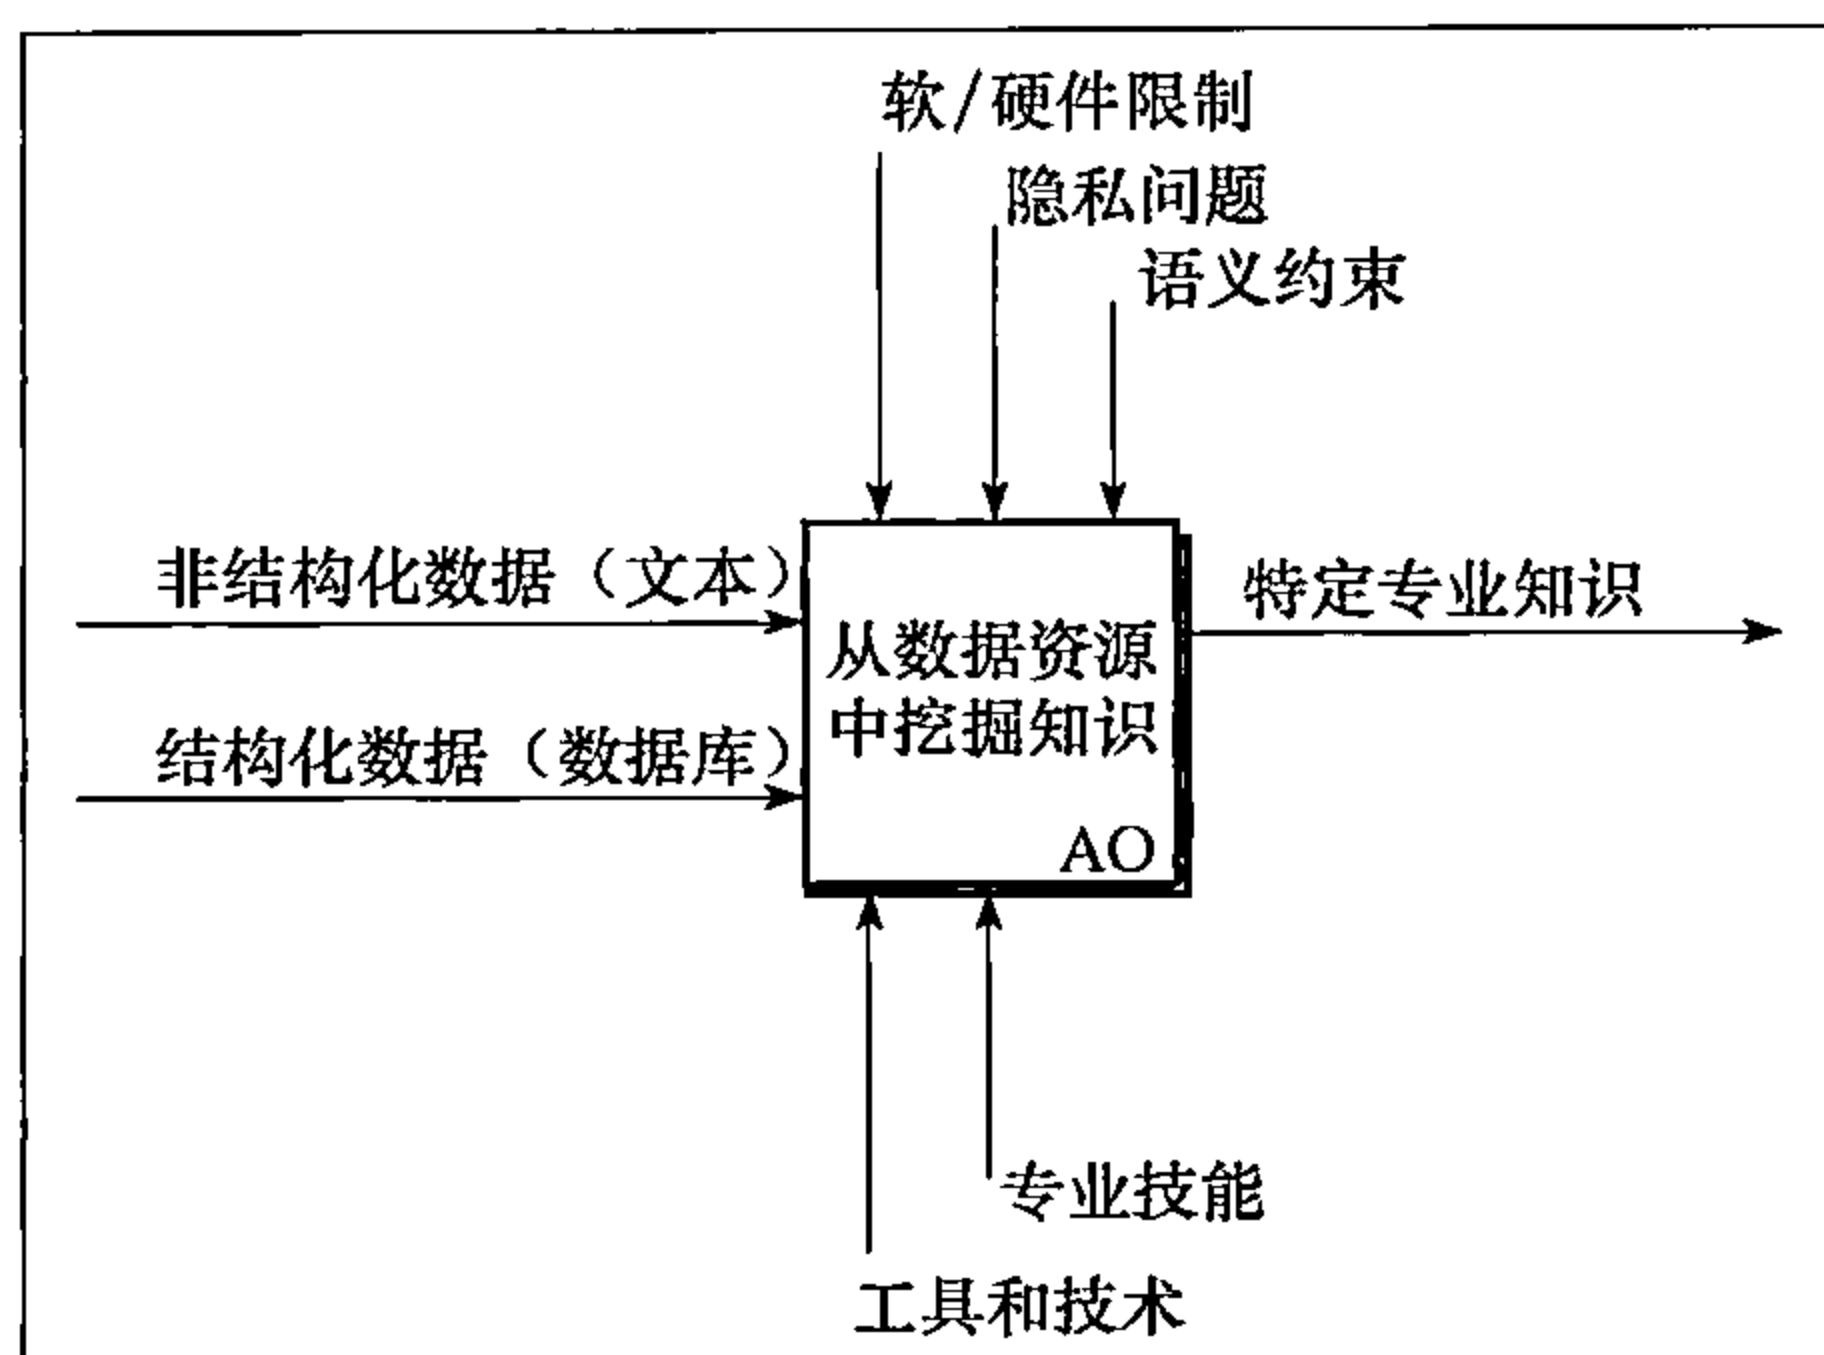 软/硬件限制
隐私问题
语义约束
非结构化数据（文本）
特定专业知识
从数据资源
中挖掘知识
结构化数据（数据库）
AO
专业技能
工具和技术